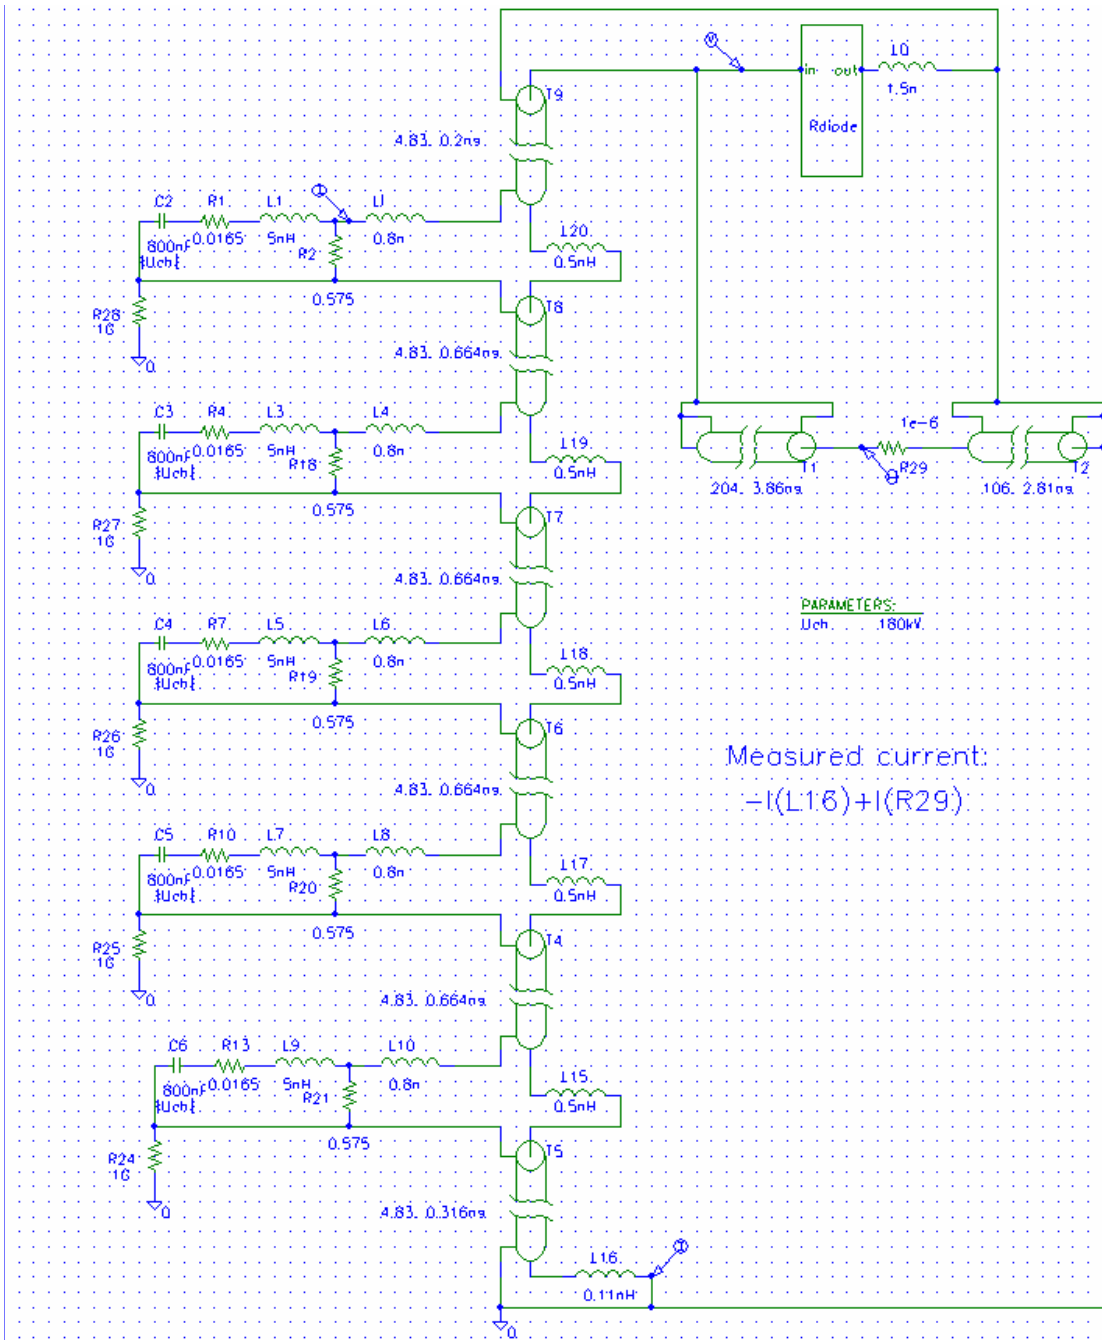 T9
4.83 0.2ns
L0
1.5n
in out
Rdiode
C2 R1 L1 LJ
800nF 0.0165 5nH 0.8n
{Uch} R2
0.575
L20
0.5nH
R28
1G
0
T8
4.83 0.664ns
C3 R4 L3 L4
800nF 0.0165 5nH 0.8n
{Uch} R18
0.575
L19
0.5nH
R27
1G
0
1e-6
T1 R29 T2
204 3.86ns 106 2.81ns
T7
4.83 0.664ns
PARAMETERS:
Uch 180kV
C4 R7 L5 L6
800nF 0.0165 5nH 0.8n
{Uch} R19
0.575
L18
0.5nH
R26
1G
0
T6
4.83 0.664ns
Measured current:
-I(L16)+I(R29)
C5 R10 L7 L8
800nF 0.0165 5nH 0.8n
{Uch} R20
0.575
L17
0.5nH
R25
1G
0
T4
4.83 0.664ns
C6 R13 L9 L10
800nF 0.0165 5nH 0.8n
{Uch} R21
0.575
L15
0.5nH
R24
1G
0
T5
4.83 0.316ns
L16
0.11nH
0